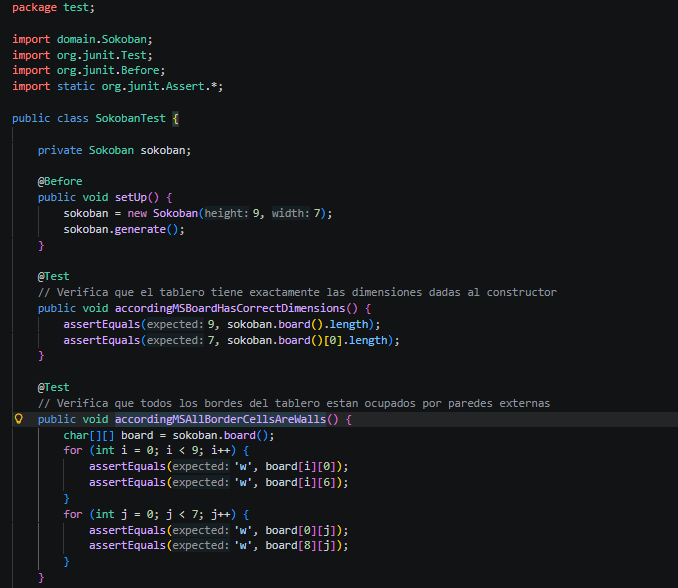 package test;
import domain.Sokoban;
import org.junit.Test;
import org.junit.Before;
import static org.junit.Assert.*;
public class SokobanTest {
private Sokoban sokoban;
@Before
public void setUp() {
sokoban = new Sokoban(height: 9, width: 7);
sokoban.generate();
}
@Test
// Verifica que el tablero tiene exactamente las dimensiones dadas al constructor
public void accordingMSBoardHasCorrectDimensions() {
assertEquals(expected: 9, sokoban.board().length);
assertEquals(expected: 7, sokoban.board()[0].length);
}
@Test
// Verifica que todos los bordes del tablero estan ocupados por paredes externas
public void accordingMSAllBorderCellsAreWalls() {
char[][] board = sokoban.board();
for (int i = 0; i < 9; i++) {
assertEquals(expected: 'w', board[i][0]);
assertEquals(expected: 'w', board[i][6]);
}
for (int j = 0; j < 7; j++) {
assertEquals(expected: 'w', board[0][j]);
assertEquals(expected: 'w', board[8][j]);
}
}